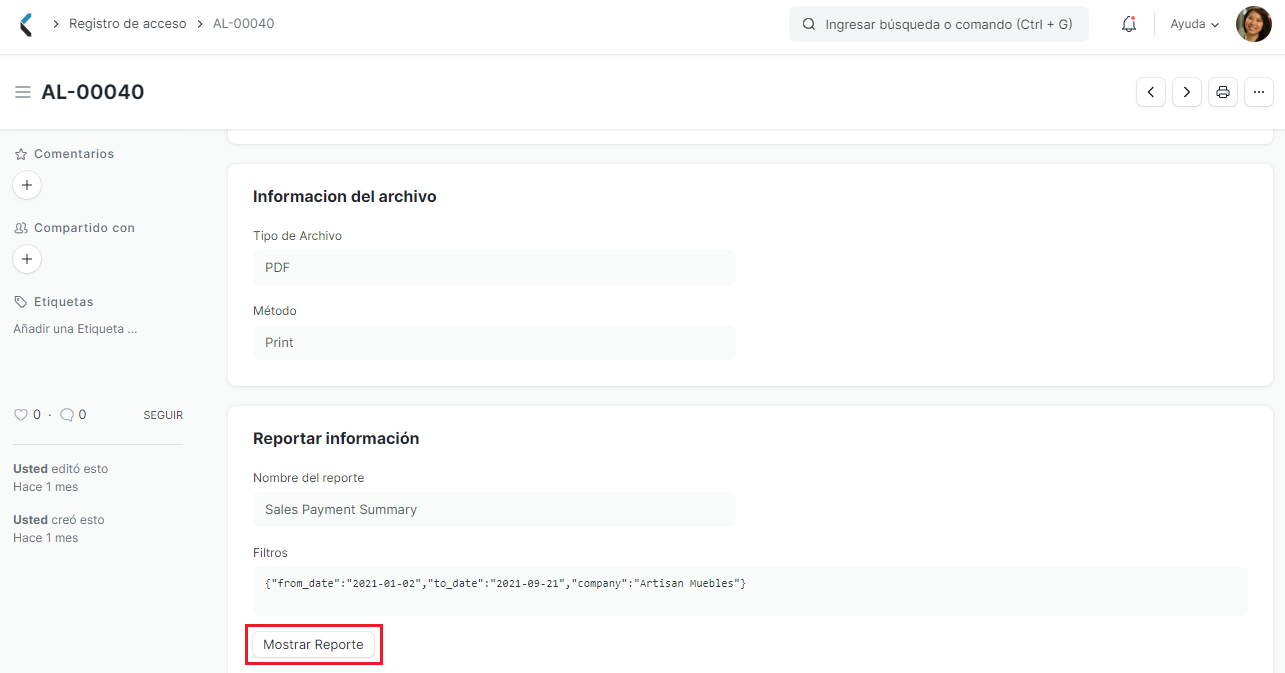 Registro de acceso
AL-00040
Ingresar búsqueda o comando (Ctrl + G)
Ayuda
AL-00040
Comentarios
Compartido con
Etiquetas
Añadir una Etiqueta ...
0 · 0
SEGUIR
Usted editó esto
Hace 1 mes
Usted creó esto
Hace 1 mes
Informacion del archivo
Tipo de Archivo
PDF
Método
Print
Reportar información
Nombre del reporte
Sales Payment Summary
Filtros
{"from_date":"2021-01-02","to_date":"2021-09-21","company":"Artisan Muebles"}
Mostrar Reporte